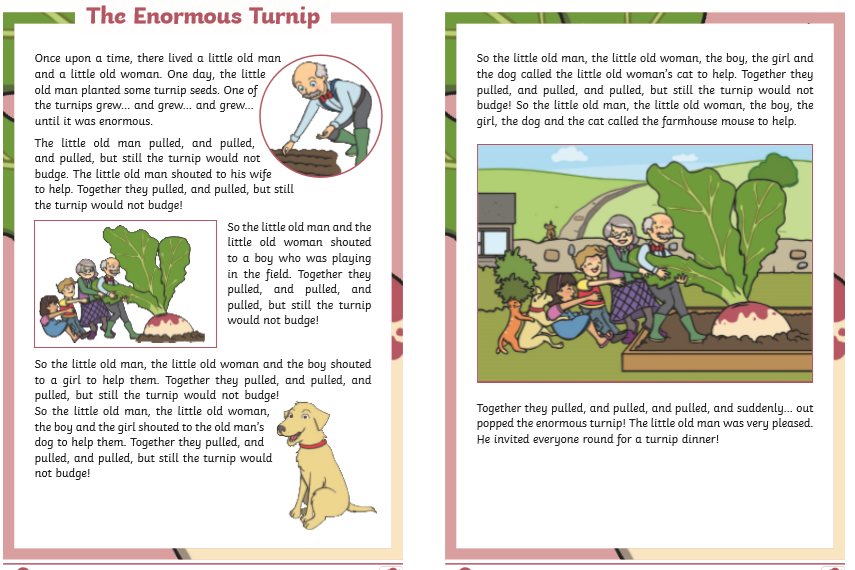 The Enormous Turnip
Once upon a time, there lived a little old man
and a little old woman. One day, the little
old man planted some turnip seeds. One of
the turnips grew... and grew... and grew...
until it was enormous.
The little old man pulled, and pulled,
and pulled, but still the turnip would not
budge. The little old man shouted to his wife
to help. Together they pulled, and pulled, but still
the turnip would not budge!
So the little old man and the
little old woman shouted
to a boy who was playing
in the field. Together they
pulled, and pulled, and
pulled, but still the turnip
would not budge!
So the little old man, the little old woman and the boy shouted
to a girl to help them. Together they pulled, and pulled, and
pulled, but still the turnip would not budge!
So the little old man, the little old woman,
the boy and the girl shouted to the old man's
dog to help them. Together they pulled, and
pulled, and pulled, but still the turnip would
not budge!
So the little old man, the little old woman, the boy, the girl and
the dog called the little old woman's cat to help. Together they
pulled, and pulled, and pulled, but still the turnip would not
budge! So the little old man, the little old woman, the boy, the
girl, the dog and the cat called the farmhouse mouse to help.
Together they pulled, and pulled, and pulled, and suddenly... out
popped the enormous turnip! The little old man was very pleased.
He invited everyone round for a turnip dinner!